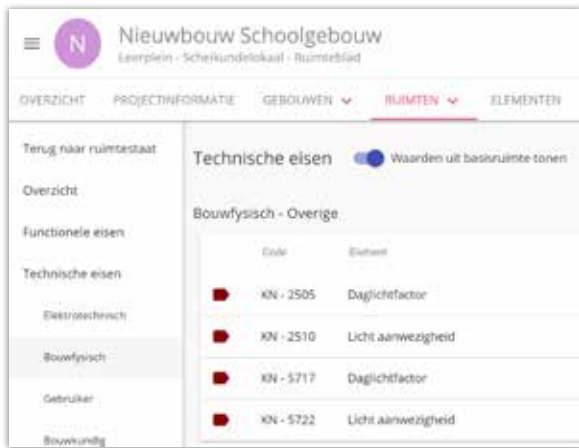 N
Nieuwbouw Schoolgebouw
Leerplein - Scheikundelokaal - Ruimteblad
OVERZICHT PROJECTINFORMATIE GEBOUWEN RUIMTEN ELEMENTEN
Terug naar ruimtestaat
Overzicht
Functionele eisen
Technische eisen
Elektrotechnisch
Bouwfysisch
Gebruiker
Bouwkundig
Technische eisen Waarden uit basisruimte tonen
Bouwfysisch - Overige
Code Element
KN - 2505 Daglichtfactor
KN - 2510 Licht aanwezigheid
KN - 5717 Daglichtfactor
KN - 5722 Licht aanwezigheid